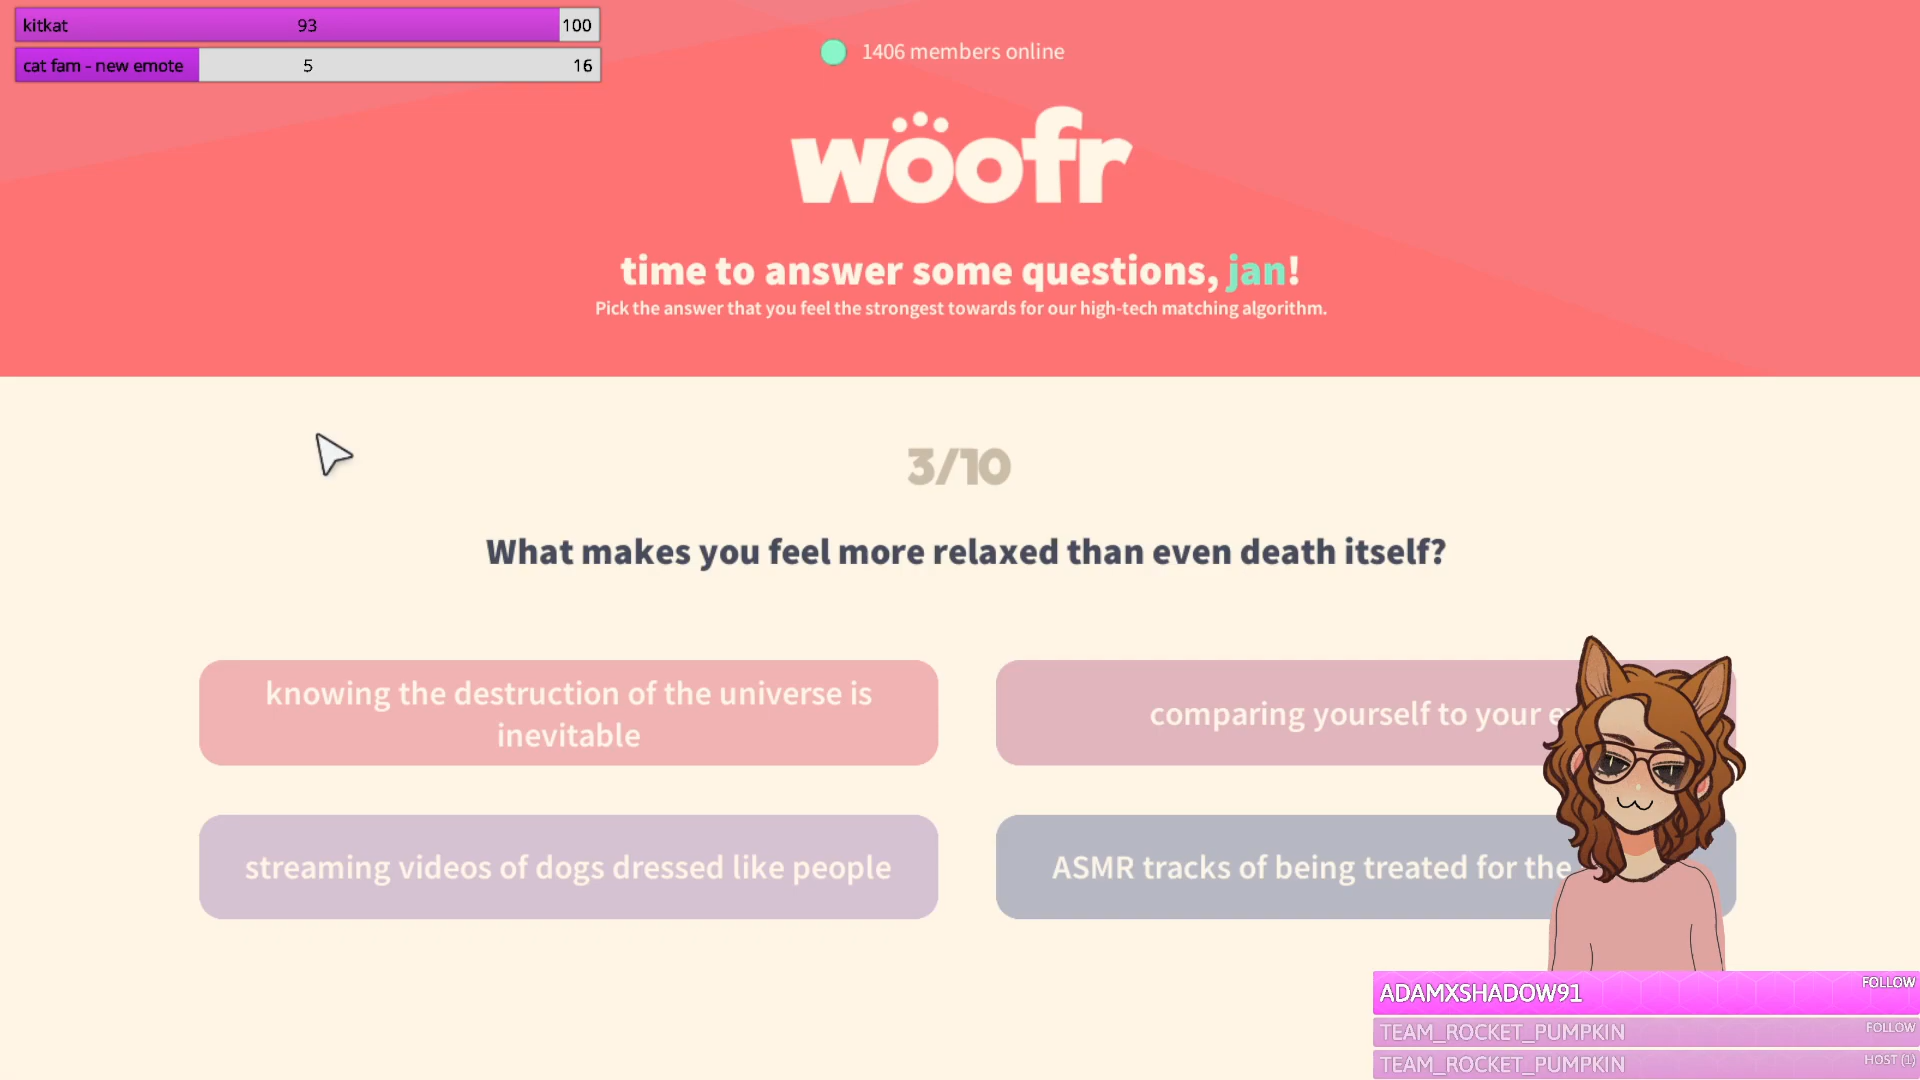 kitkat 93 100
cat fam - new emote 5 16
1406 members online
wöofr
time to answer some questions, jan!
Pick the answer that you feel the strongest towards for our high-tech matching algorithm.
3/10
What makes you feel more relaxed than even death itself?
knowing the destruction of the universe is
inevitable
comparing yourself to your
streaming videos of dogs dressed like people
ASMR tracks of being treated for the
ADAMXSHADOW91 FOLLOW
TEAM_ROCKET_PUMPKIN FOLLOW
TEAM_ROCKET_PUMPKIN HOST (1)